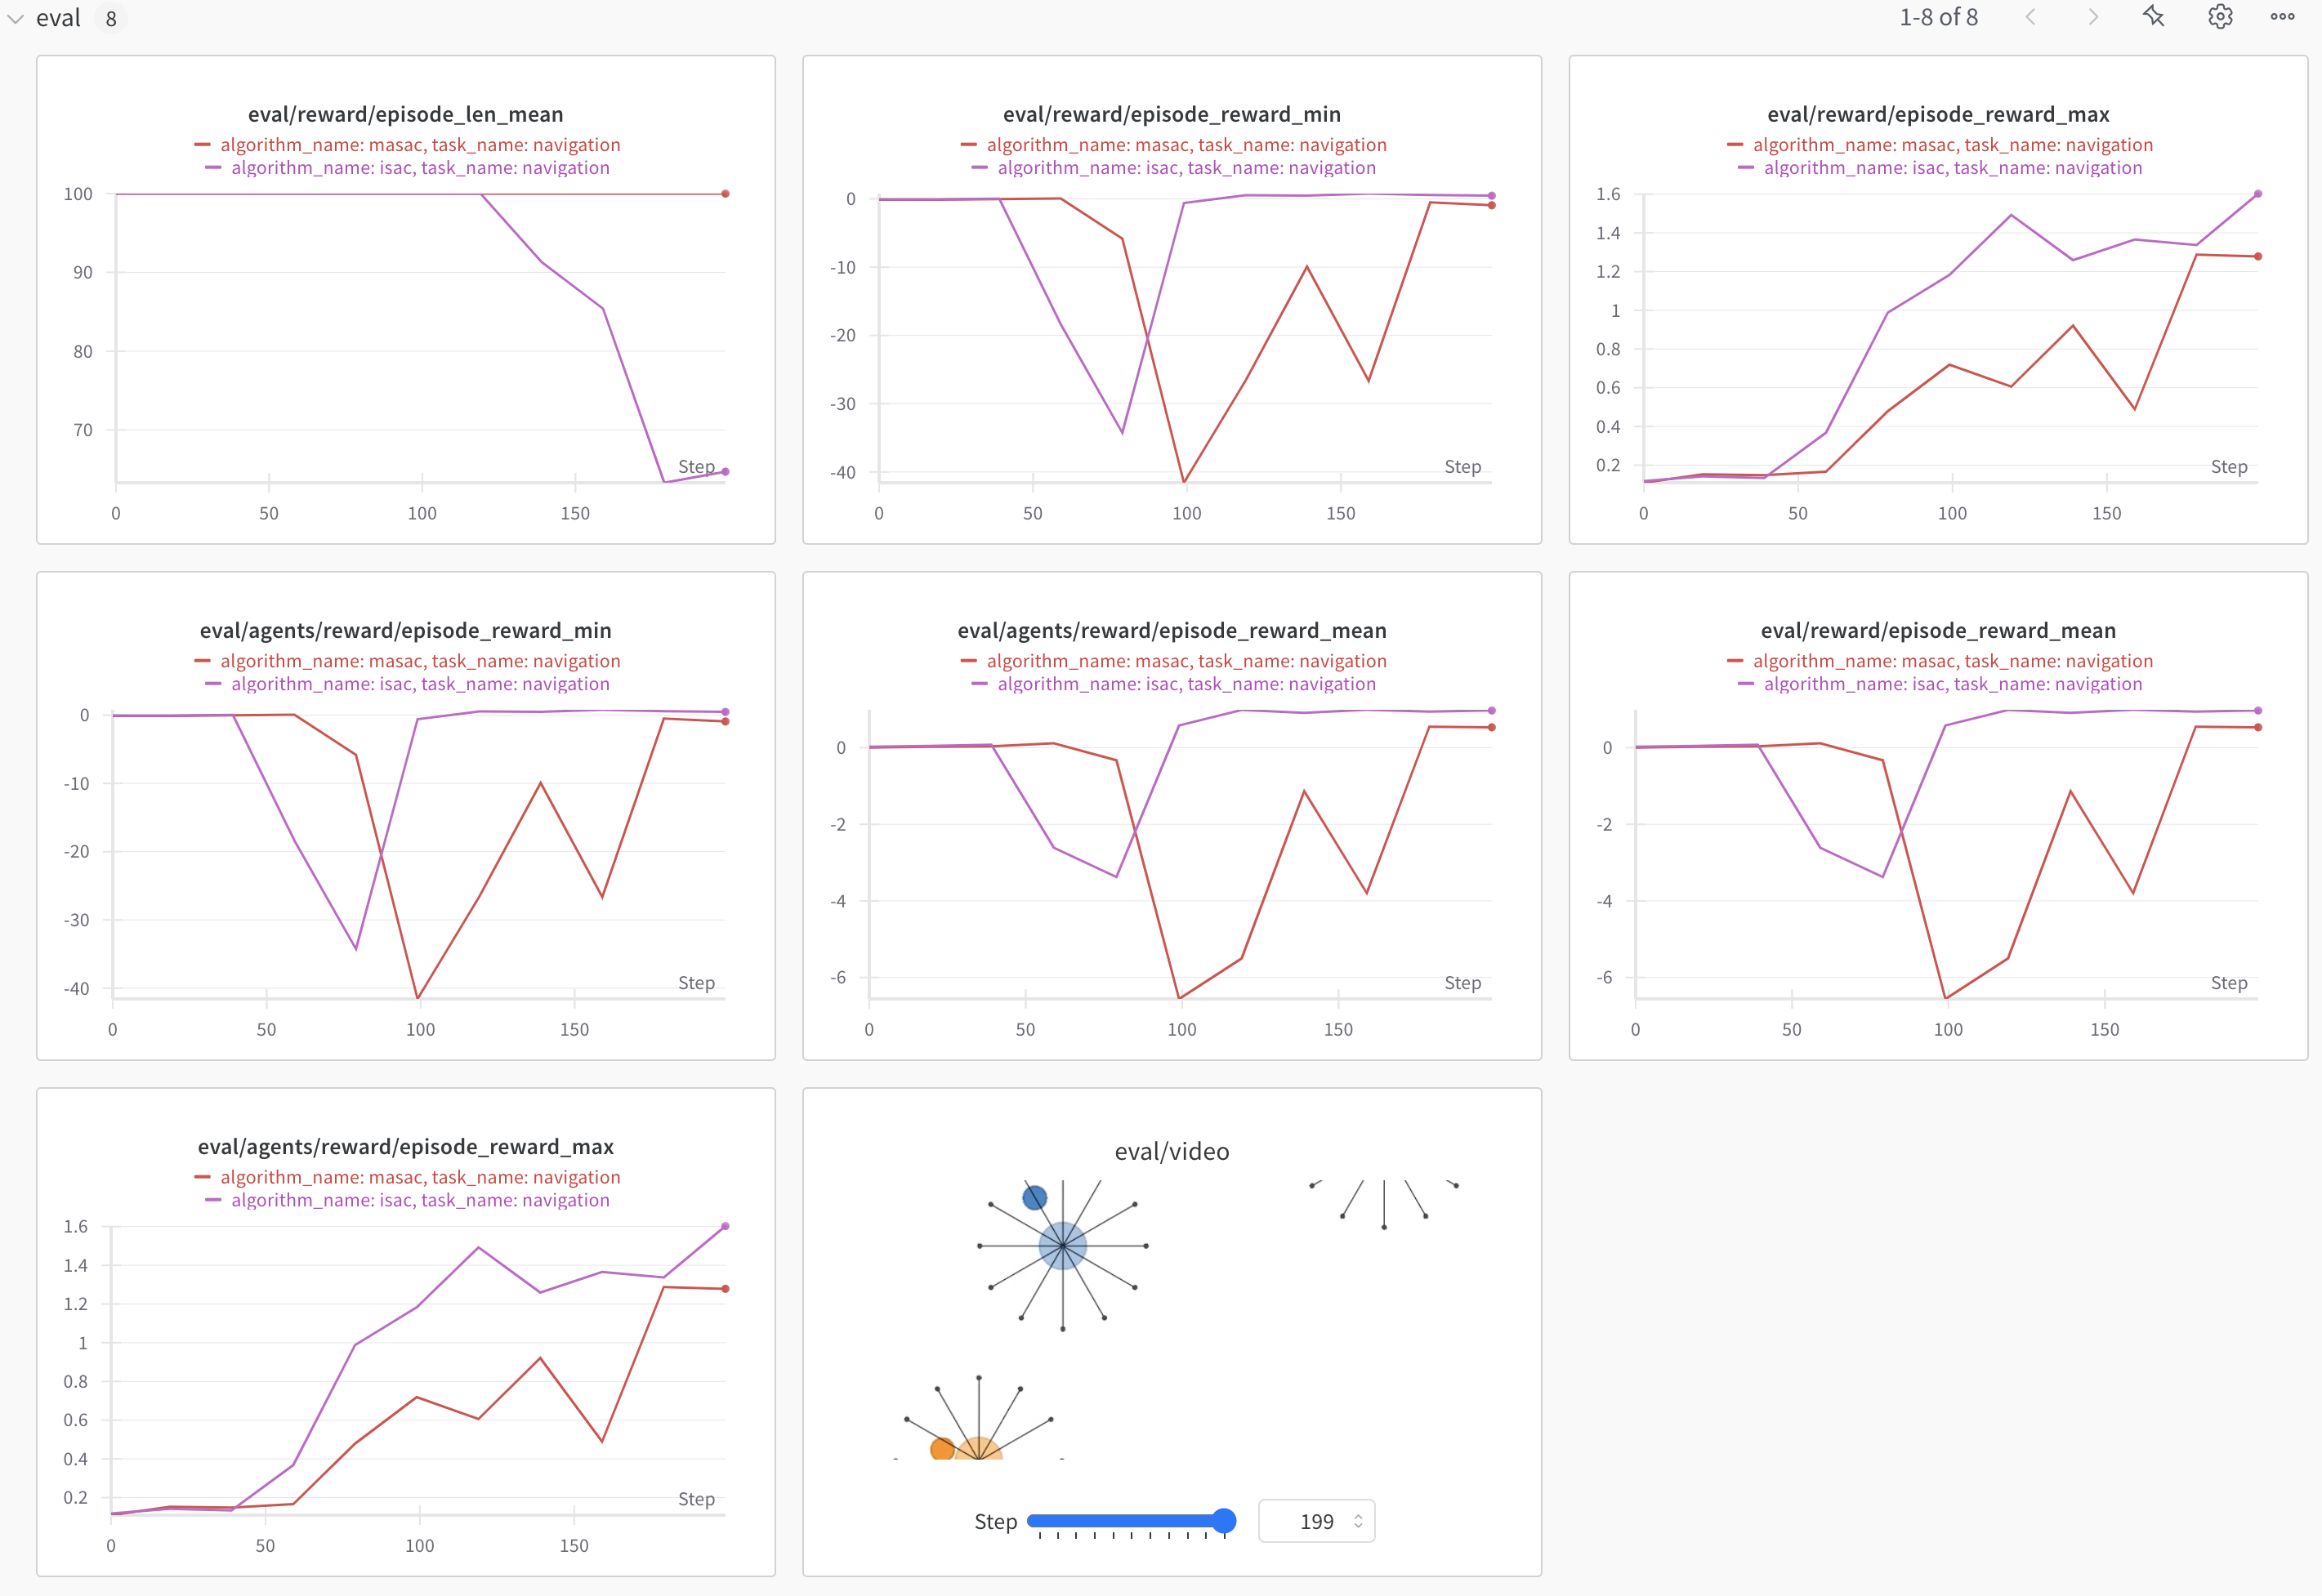 eval 8
1-8 of 8
eval/reward/episode_len_mean
algorithm_name: masac, task_name: navigation
algorithm_name: isac, task_name: navigation
100
90
80
70
Step
0 50 100 150
eval/reward/episode_reward_min
algorithm_name: masac, task_name: navigation
algorithm_name: isac, task_name: navigation
0
-10
-20
-30
-40
Step
0 50 100 150
eval/reward/episode_reward_max
algorithm_name: masac, task_name: navigation
algorithm_name: isac, task_name: navigation
1.6
1.4
1.2
1
0.8
0.6
0.4
0.2
Step
0 50 100 150
eval/agents/reward/episode_reward_min
algorithm_name: masac, task_name: navigation
algorithm_name: isac, task_name: navigation
0
-10
-20
-30
-40
Step
0 50 100 150
eval/agents/reward/episode_reward_mean
algorithm_name: masac, task_name: navigation
algorithm_name: isac, task_name: navigation
0
-2
-4
-6
Step
0 50 100 150
eval/reward/episode_reward_mean
algorithm_name: masac, task_name: navigation
algorithm_name: isac, task_name: navigation
0
-2
-4
-6
Step
0 50 100 150
eval/agents/reward/episode_reward_max
algorithm_name: masac, task_name: navigation
algorithm_name: isac, task_name: navigation
1.6
1.4
1.2
1
0.8
0.6
0.4
0.2
Step
0 50 100 150
eval/video
Step 199